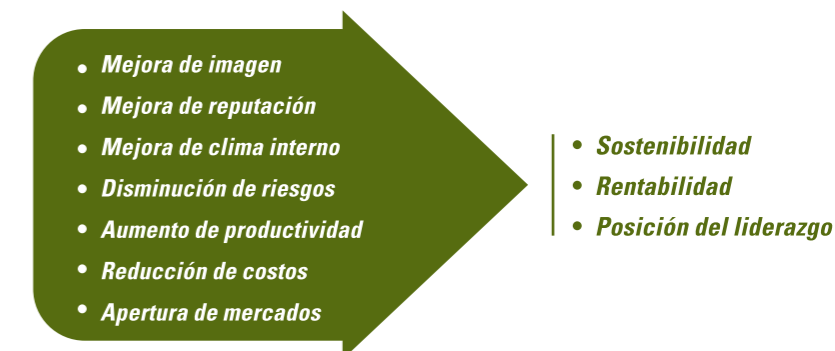 • Mejora de imagen
• Mejora de reputación
• Mejora de clima interno
• Disminución de riesgos
• Aumento de productividad
• Reducción de costos
• Apertura de mercados
• Sostenibilidad
• Rentabilidad
• Posición del liderazgo